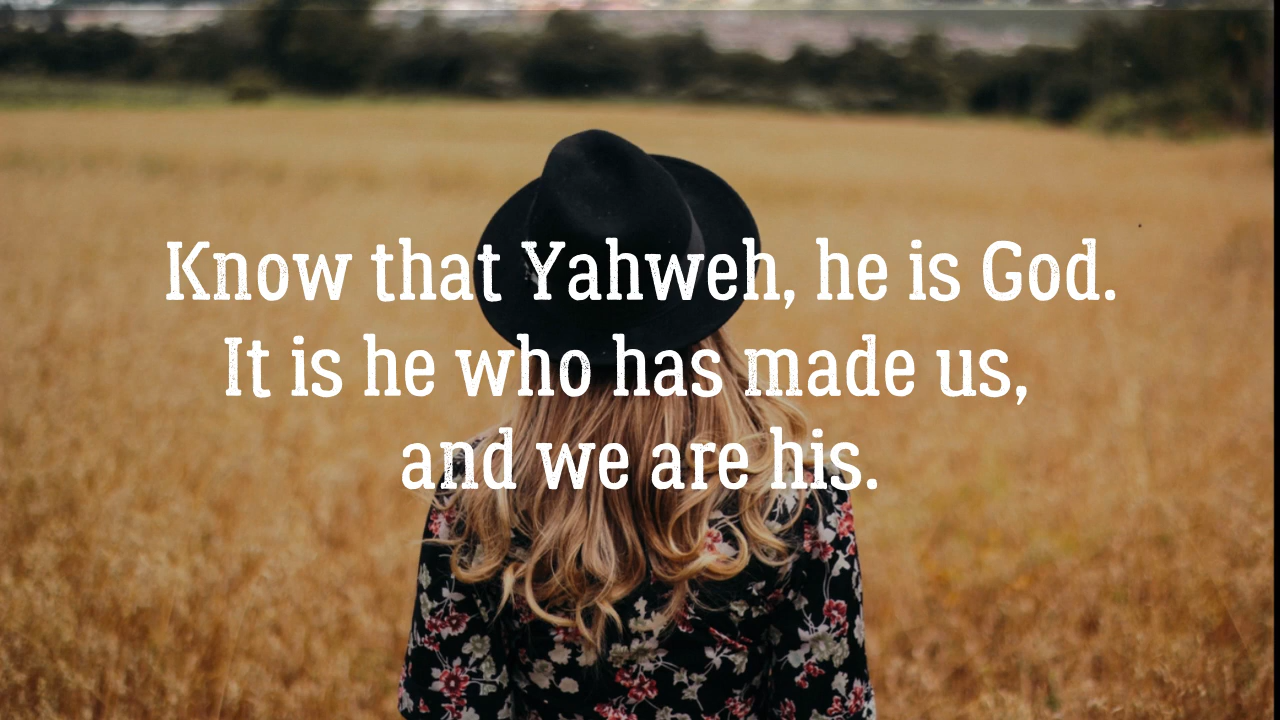 Know that Yahweh, he is God.
It is he who has made us,
and we are his.